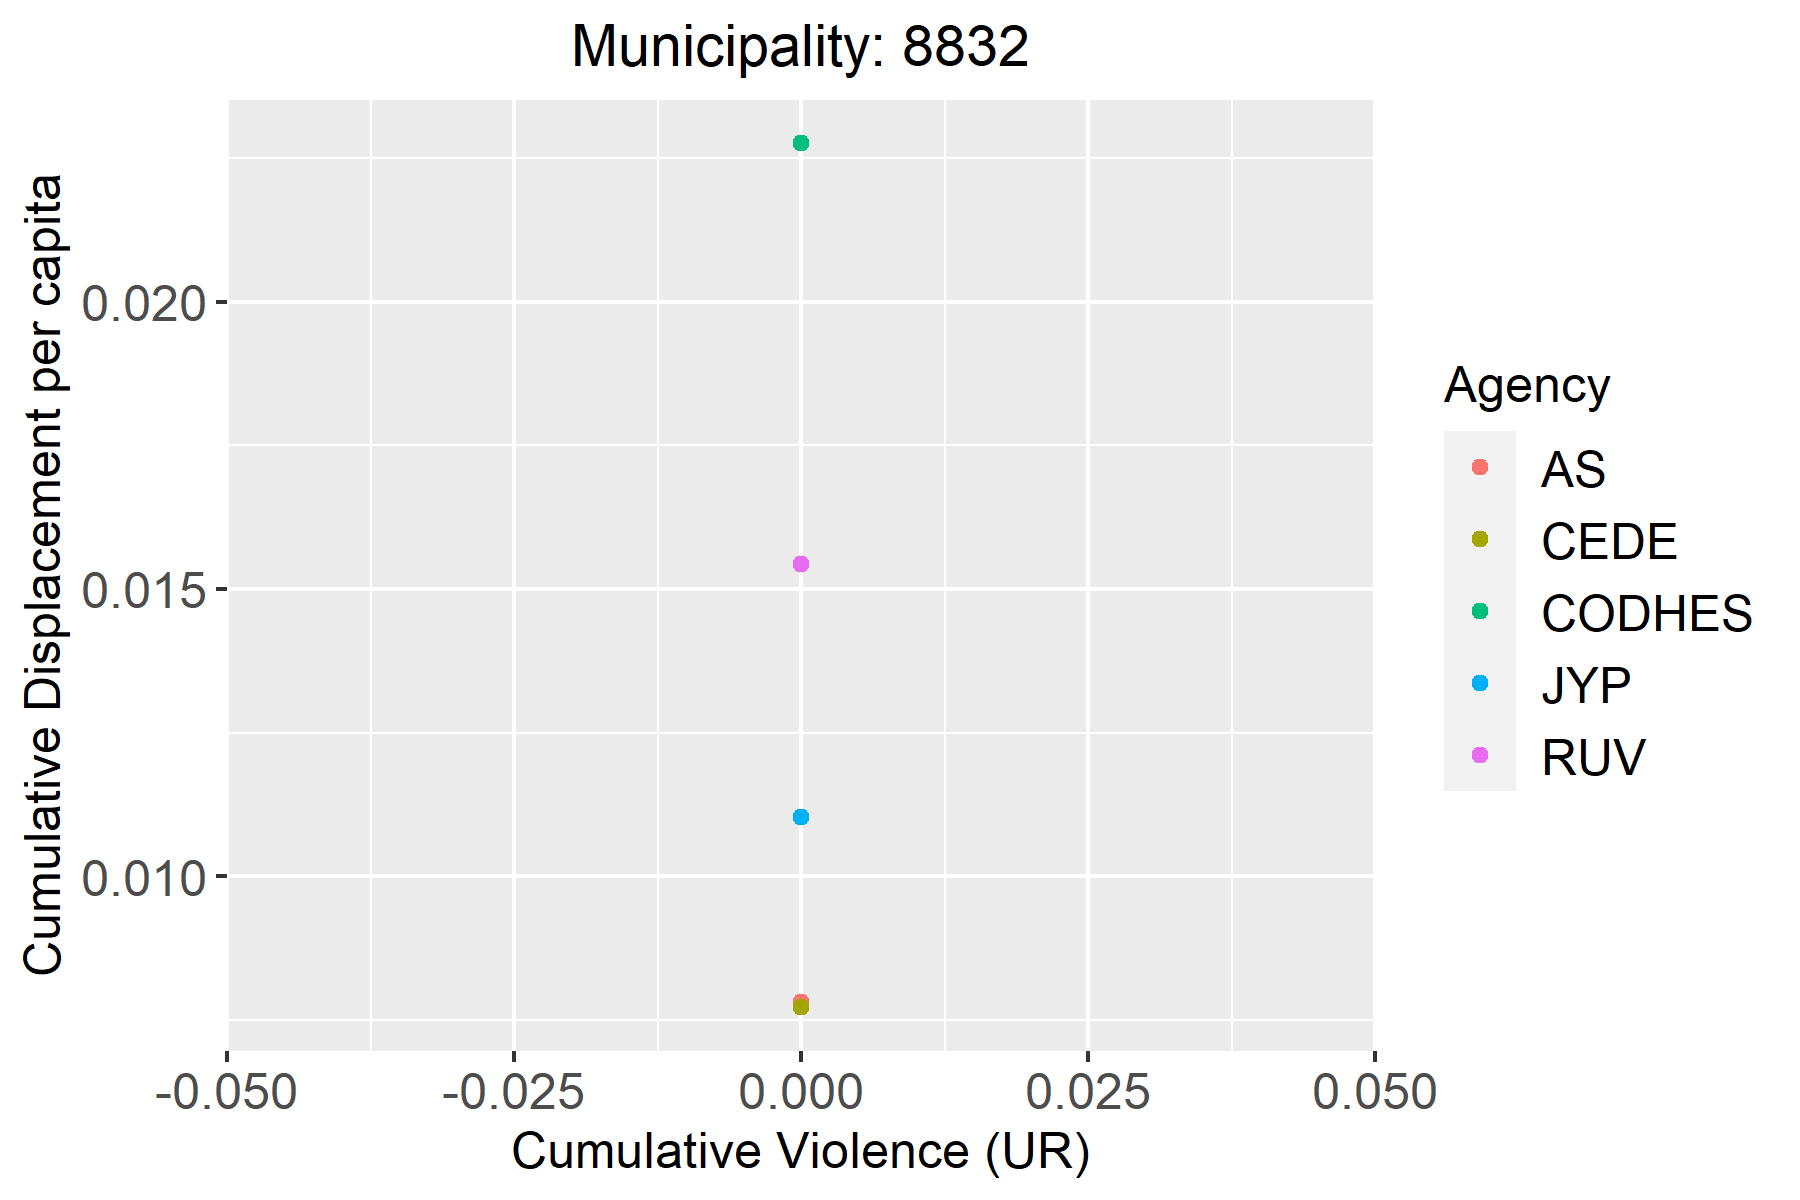 Municipality: 8832
Cumulative Displacement per capita
0.020
0.015
0.010
-0.050
-0.025
0.000
0.025
0.050
Cumulative Violence (UR)
Agency
AS
CEDE
CODHES
JYP
RUV